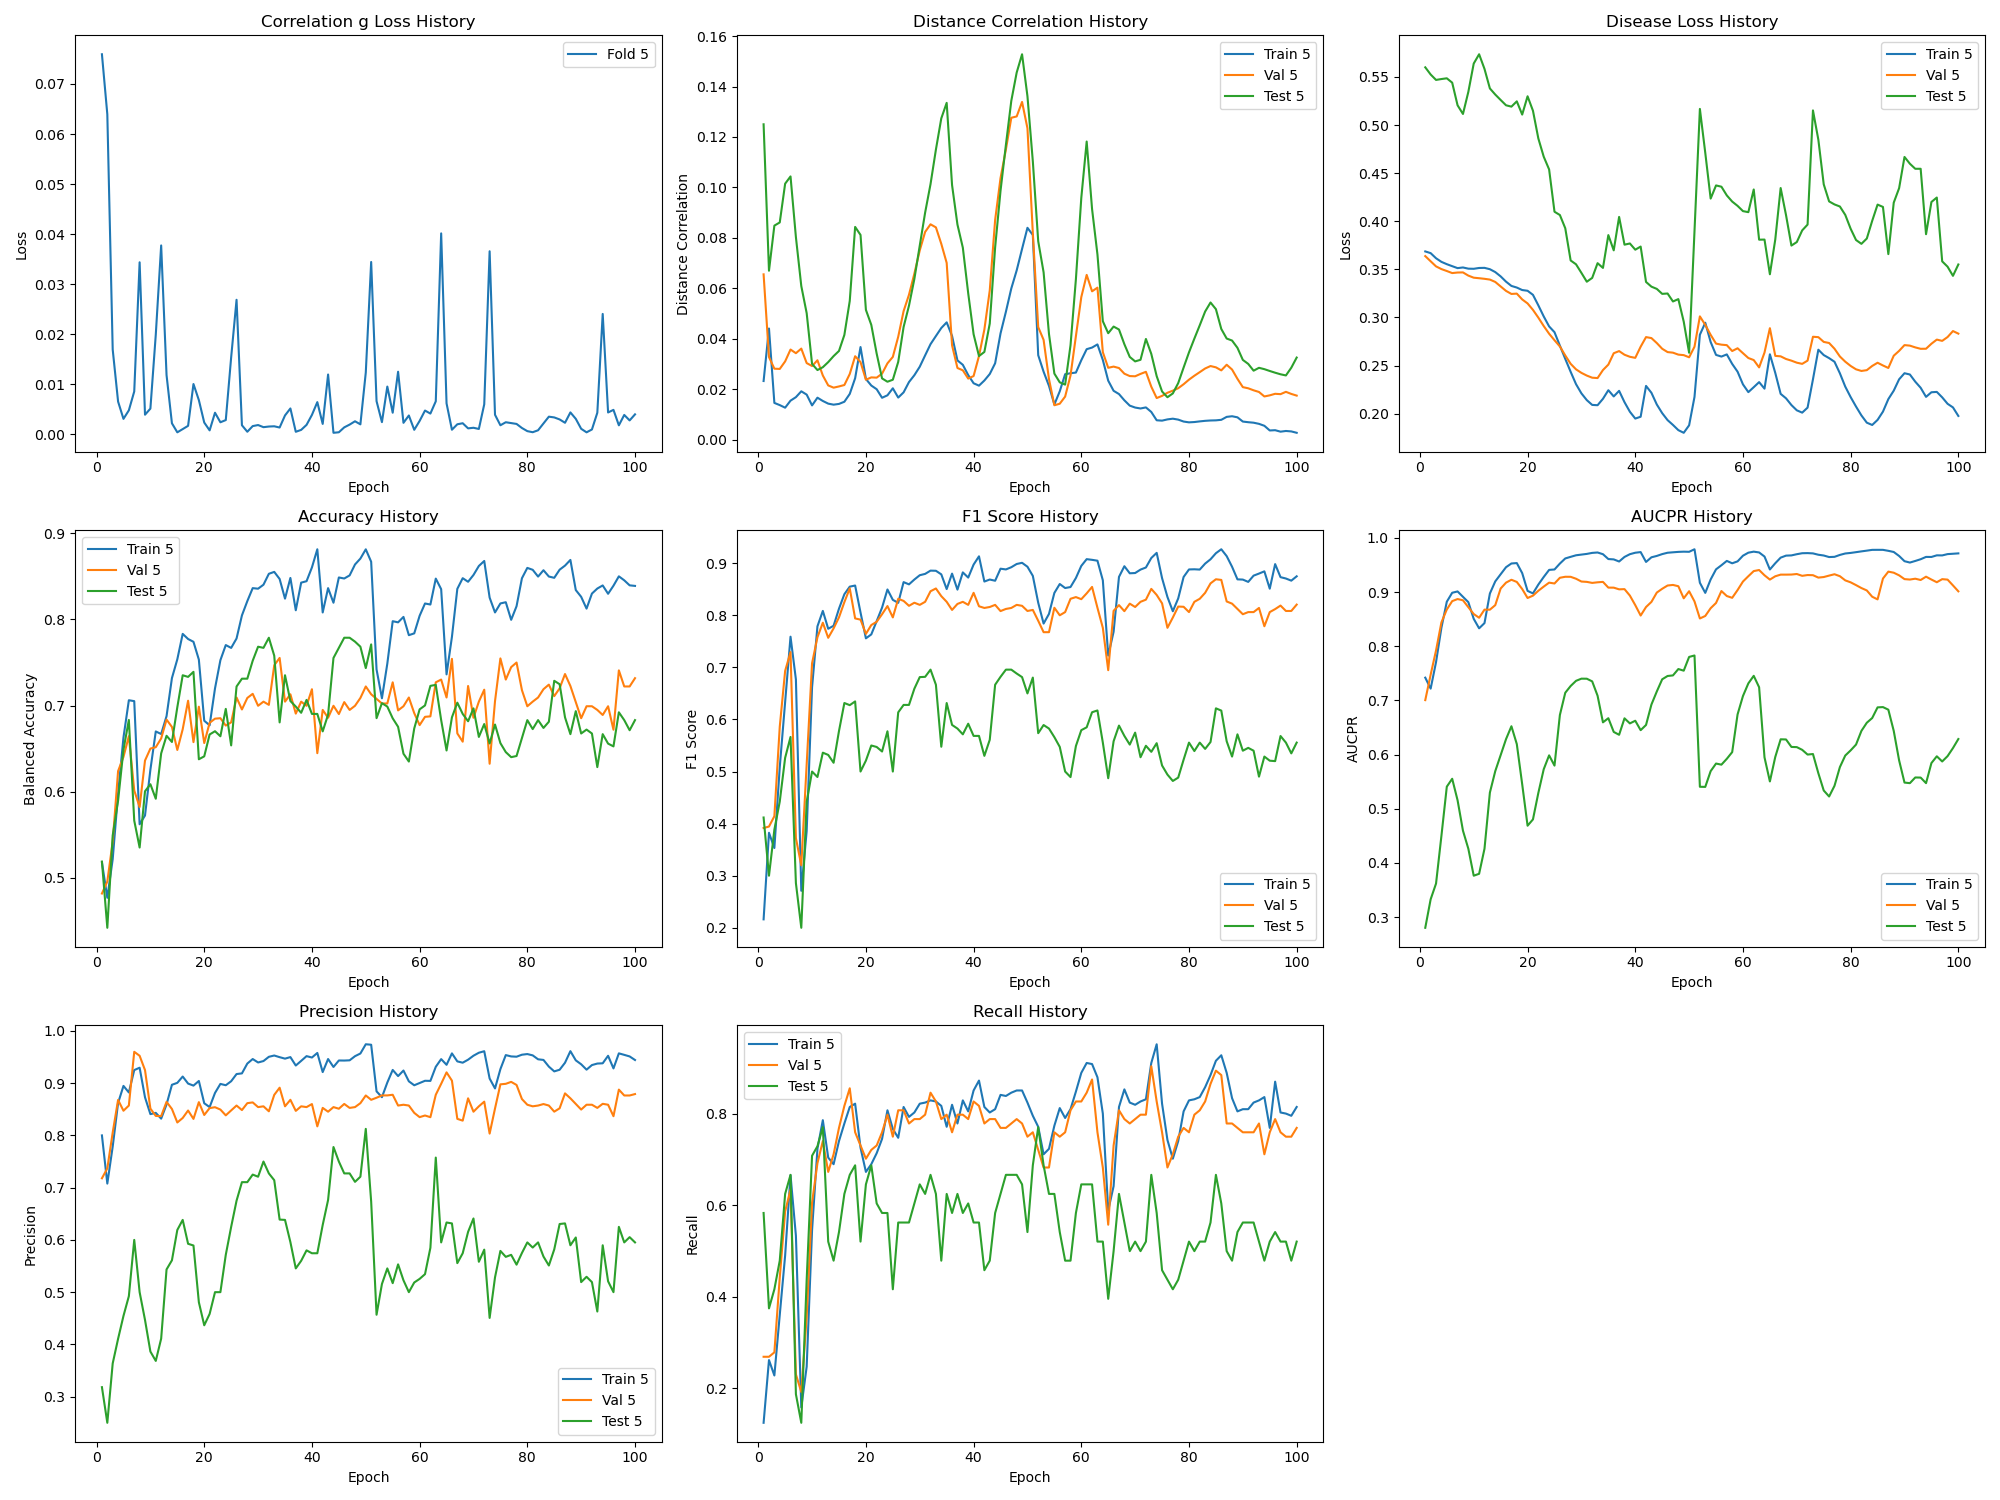 Correlation g Loss History
Loss
0.07
0.06
0.05
0.04
0.03
0.02
0.01
0.00
0 20 40 60 80 100
Epoch
Fold 5
Distance Correlation History
Distance Correlation
0.16
0.14
0.12
0.10
0.08
0.06
0.04
0.02
0.00
0 20 40 60 80 100
Epoch
Train 5
Val 5
Test 5
Disease Loss History
Loss
0.55
0.50
0.45
0.40
0.35
0.30
0.25
0.20
0 20 40 60 80 100
Epoch
Train 5
Val 5
Test 5
Accuracy History
Balanced Accuracy
0.9
0.8
0.7
0.6
0.5
0 20 40 60 80 100
Epoch
Train 5
Val 5
Test 5
F1 Score History
F1 Score
0.9
0.8
0.7
0.6
0.5
0.4
0.3
0.2
0 20 40 60 80 100
Epoch
Train 5
Val 5
Test 5
AUCPR History
AUCPR
1.0
0.9
0.8
0.7
0.6
0.5
0.4
0.3
0 20 40 60 80 100
Epoch
Train 5
Val 5
Test 5
Precision History
Precision
1.0
0.9
0.8
0.7
0.6
0.5
0.4
0.3
0 20 40 60 80 100
Epoch
Train 5
Val 5
Test 5
Recall History
Recall
0.8
0.6
0.4
0.2
0 20 40 60 80 100
Epoch
Train 5
Val 5
Test 5